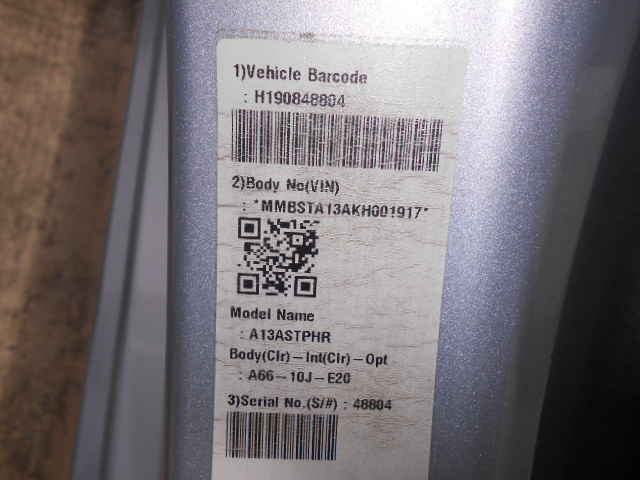 1)Vehicle Barcode
: H190848804
2)Body No(VIN)
: *MMBSTA13AKH001917*
Model Name
: A13ASTPHR
Body(Clr)-Int(Clr)-Opt
: A66-10J-E20
3)Serial No.(S/#) : 48804